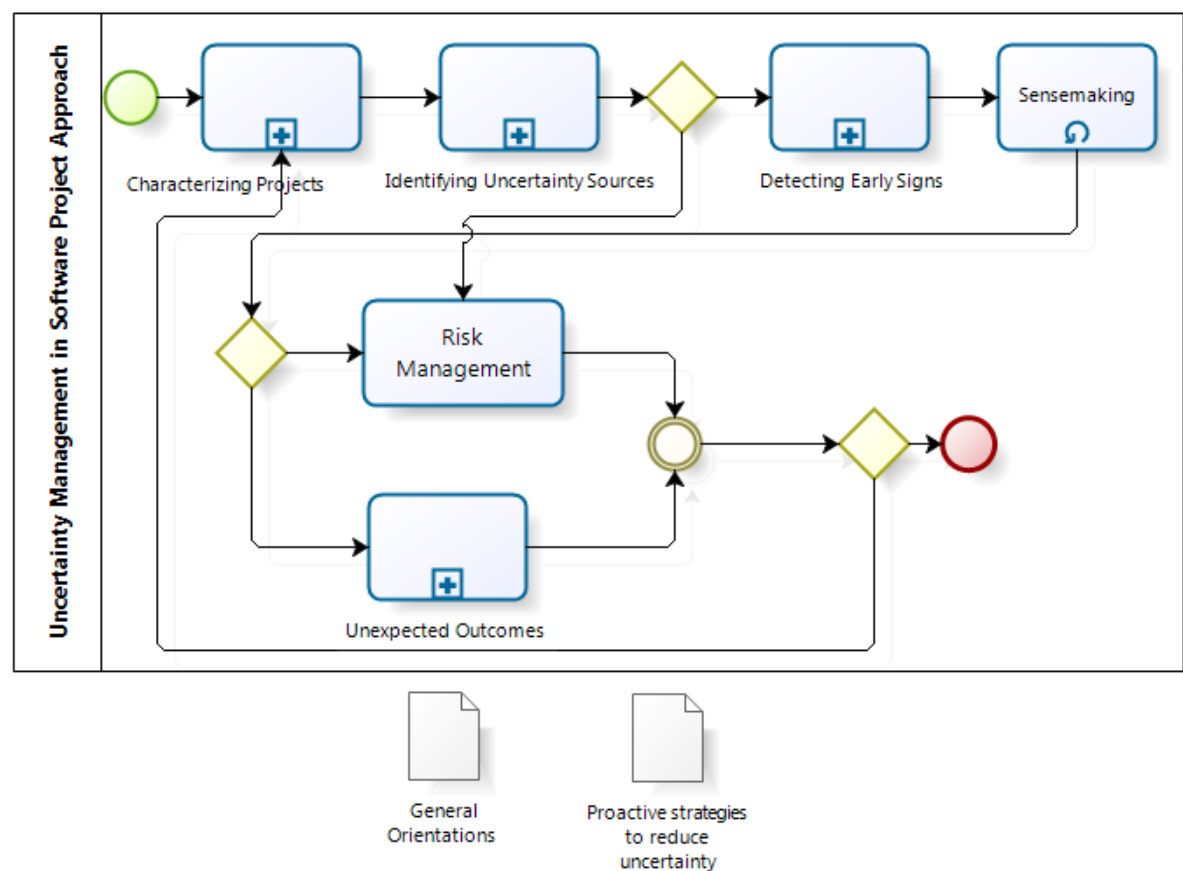 Uncertainty Management in Software Project Approach
Sensemaking
Characterizing Projects
Identifying Uncertainty Sources
Detecting Early Signs
Risk
Management
Unexpected Outcomes
General
Orientations
Proactive strategies
to reduce
uncertainty